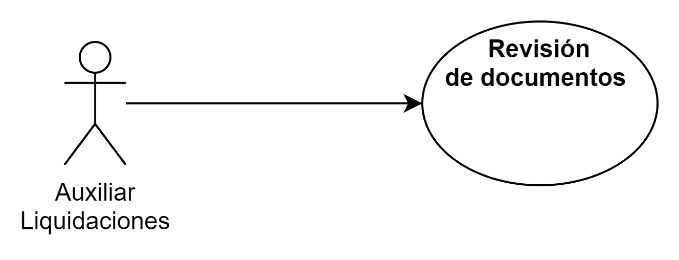 Revisión
de documentos
Auxiliar
Liquidaciones